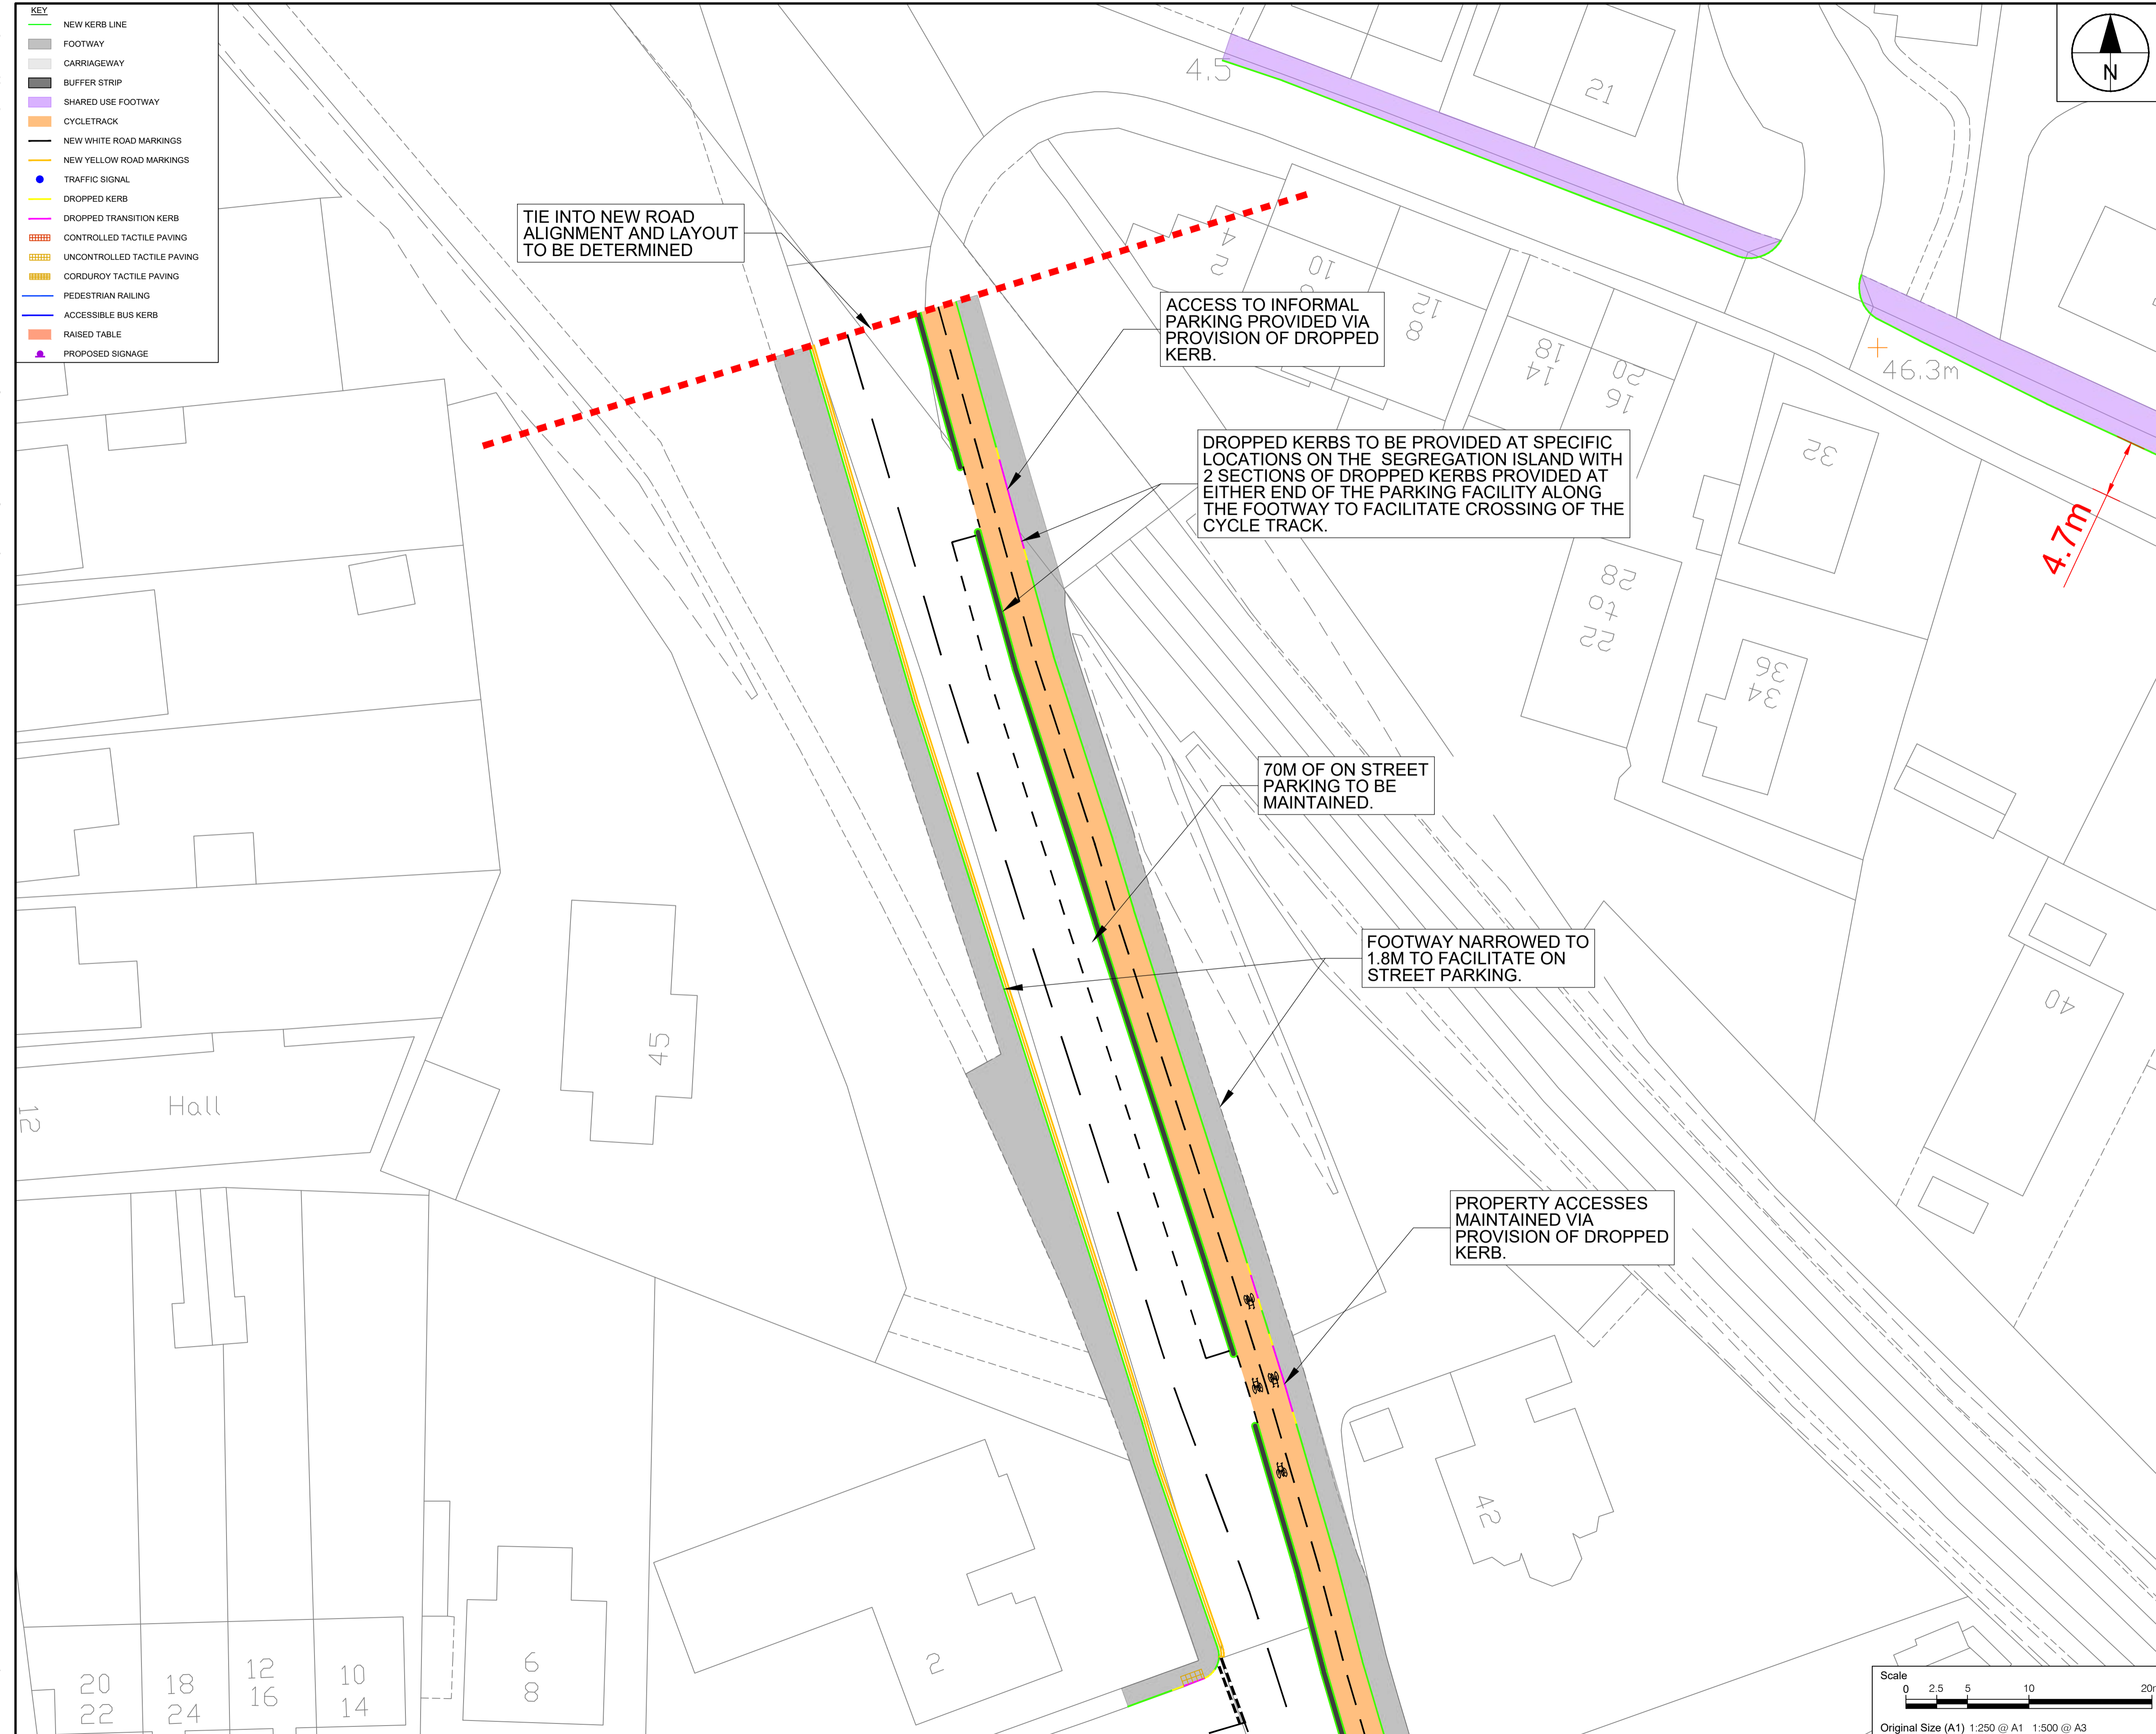 KEY
NEW KERB LINE
FOOTWAY
CARRIAGEWAY
BUFFER STRIP
SHARED USE FOOTWAY
CYCLETRACK
NEW WHITE ROAD MARKINGS
NEW YELLOW ROAD MARKINGS
TRAFFIC SIGNAL
DROPPED KERB
DROPPED TRANSITION KERB
CONTROLLED TACTILE PAVING
UNCONTROLLED TACTILE PAVING
CORDUROY TACTILE PAVING
PEDESTRIAN RAILING
ACCESSIBLE BUS KERB
RAISED TABLE
PROPOSED SIGNAGE
N
4.5
21
TIE INTO NEW ROAD
ALIGNMENT AND LAYOUT
TO BE DETERMINED
2
4
10
12
8
18
14
20
16
46.3m
ACCESS TO INFORMAL
PARKING PROVIDED VIA
PROVISION OF DROPPED
KERB.
DROPPED KERBS TO BE PROVIDED AT SPECIFIC
LOCATIONS ON THE SEGREGATION ISLAND WITH
2 SECTIONS OF DROPPED KERBS PROVIDED AT
EITHER END OF THE PARKING FACILITY ALONG
THE FOOTWAY TO FACILITATE CROSSING OF THE
CYCLE TRACK.
32
4.7m
22 to 28
36
34
70M OF ON STREET
PARKING TO BE
MAINTAINED.
FOOTWAY NARROWED TO
1.8M TO FACILITATE ON
STREET PARKING.
40
45
12
Hall
PROPERTY ACCESSES
MAINTAINED VIA
PROVISION OF DROPPED
KERB.
42
2
20
22
18
24
12
16
10
14
6
8
Scale
0 2.5 5 10 20m
Original Size (A1) 1:250 @ A1 1:500 @ A3